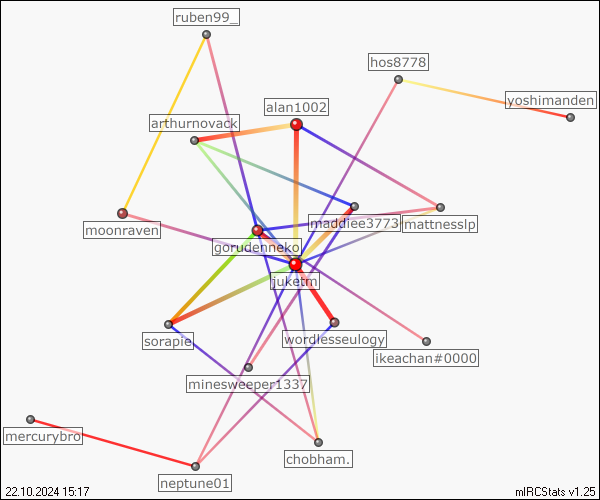 ruben99_
hos8778
yoshimanden
alan1002
arthurnovack
moonraven
maddiee3773
mattnesslp
gorudenneko
juketm
sorapie
wordlesseulogy
ikeachan#0000
minesweeper1337
mercurybro
chobham.
neptune01
22.10.2024 15:17
mIRCStats v1.25